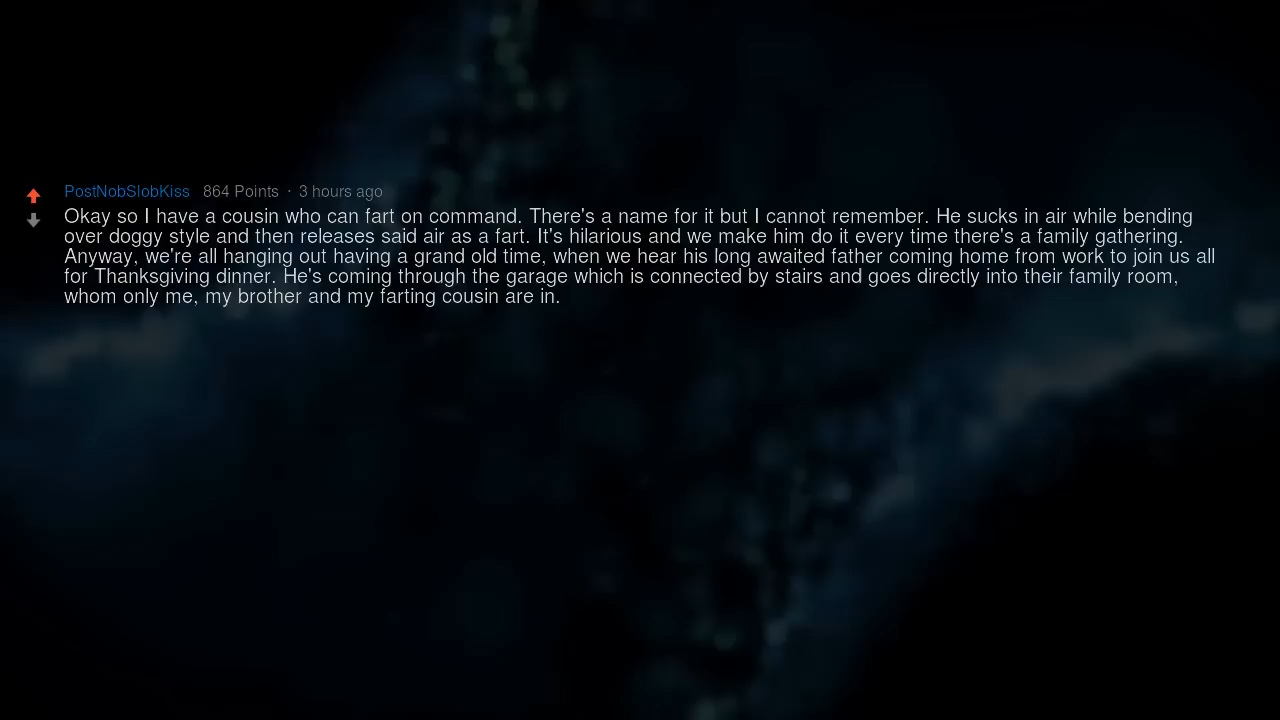 PostNobSlobKiss 864 Points · 3 hours ago
Okay so I have a cousin who can fart on command. There's a name for it but I cannot remember. He sucks in air while bending
over doggy style and then releases said air as a fart. It's hilarious and we make him do it every time there's a family gathering.
Anyway, we're all hanging out having a grand old time, when we hear his long awaited father coming home from work to join us all
for Thanksgiving dinner. He's coming through the garage which is connected by stairs and goes directly into their family room,
whom only me, my brother and my farting cousin are in.